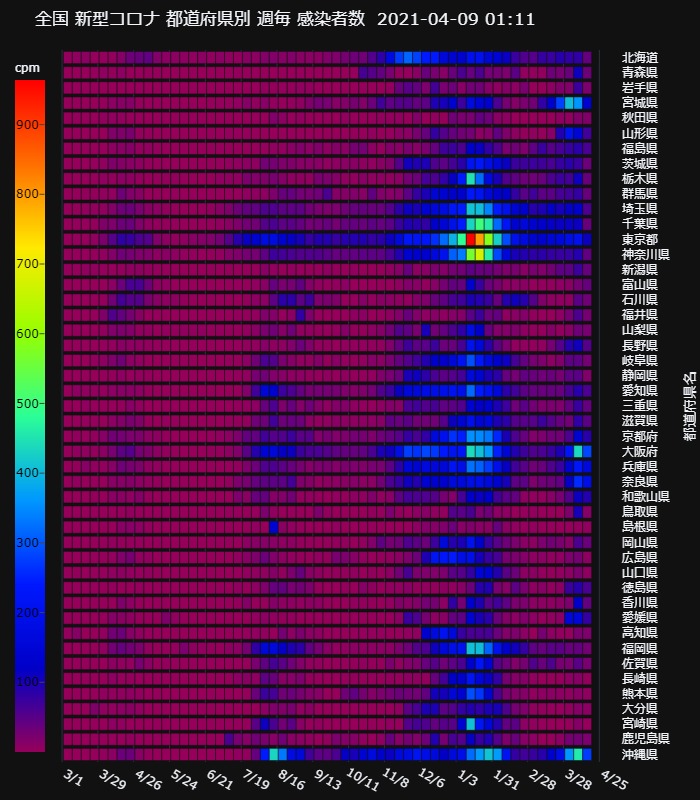 全国 新型コロナ 都道府県別 週毎 感染者数 2021-04-09 01:11
cpm
900
800
700
600
500
400
300
200
100
北海道
青森県
岩手県
宮城県
秋田県
山形県
福島県
茨城県
栃木県
群馬県
埼玉県
千葉県
東京都
神奈川県
新潟県
富山県
石川県
福井県
山梨県
長野県
岐阜県
静岡県
愛知県
三重県
滋賀県
京都府
大阪府
兵庫県
奈良県
和歌山県
鳥取県
島根県
岡山県
広島県
山口県
徳島県
香川県
愛媛県
高知県
福岡県
佐賀県
長崎県
熊本県
大分県
宮崎県
鹿児島県
沖縄県
都道府県名
3/1 3/29 4/26 5/24 6/21 7/19 8/16 9/13 10/11 11/8 12/6 1/3 1/31 2/28 3/28 4/25